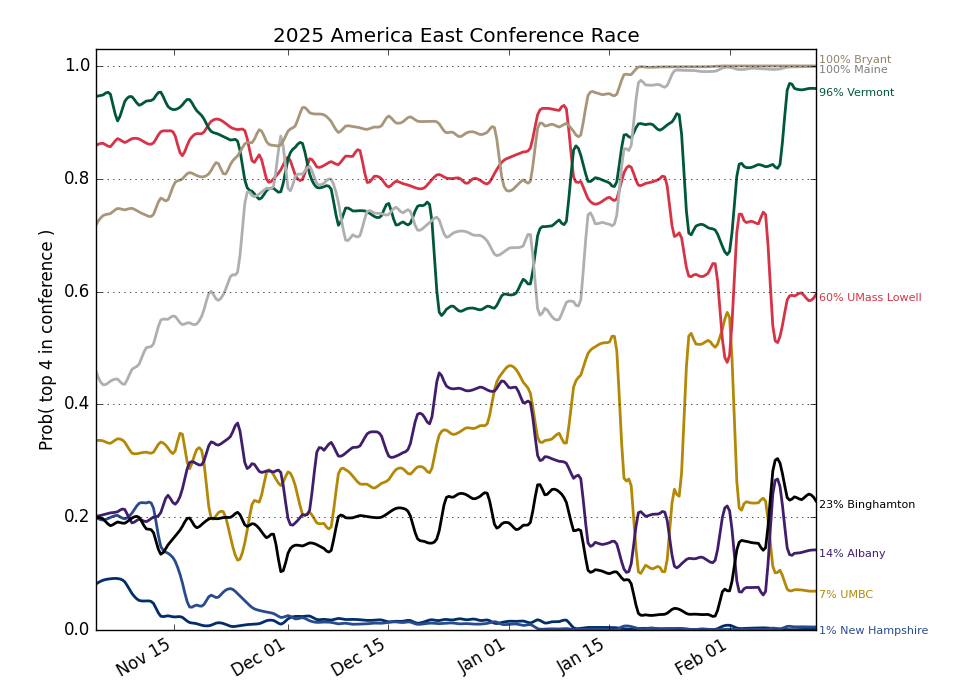 2025 America East Conference Race
Prob( top 4 in conference )
1.0
0.8
0.6
0.4
0.2
0.0
Nov 15
Dec 01
Dec 15
Jan 01
Jan 15
Feb 01
100% Bryant
100% Maine
96% Vermont
60% UMass Lowell
23% Binghamton
14% Albany
7% UMBC
1% New Hampshire